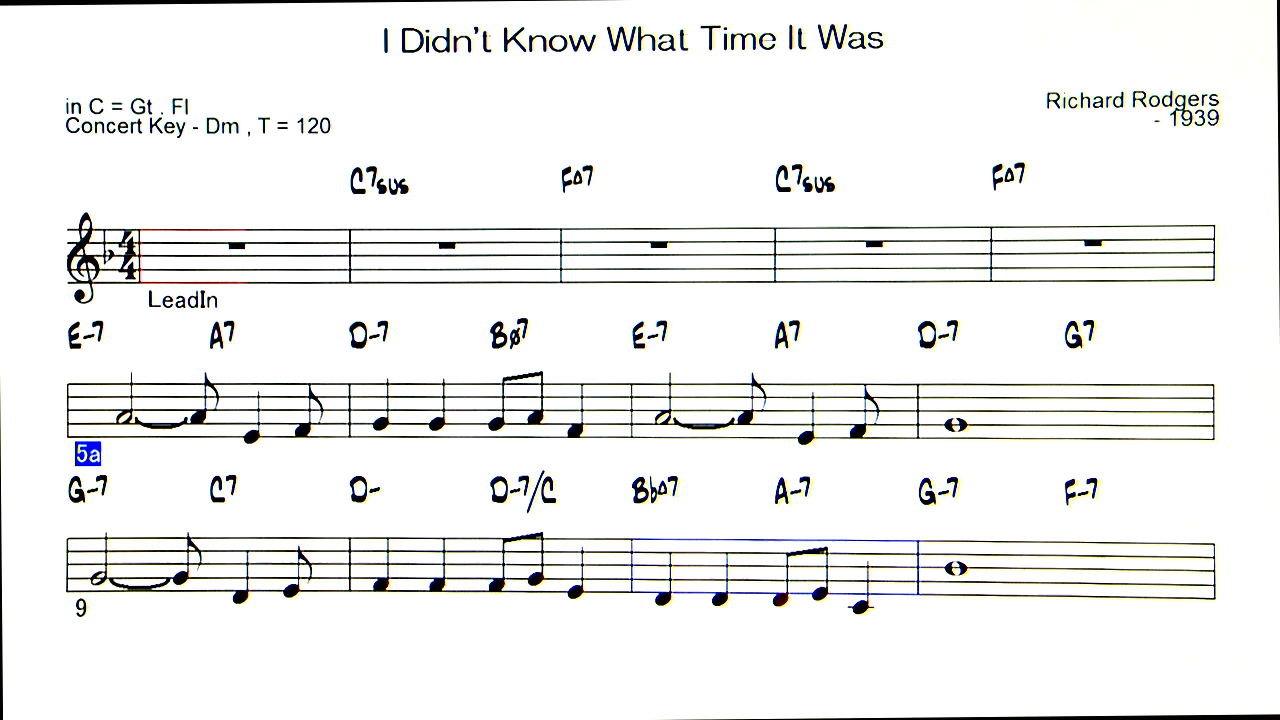 I Didn't Know What Time It Was
in C = Gt . Fl
Concert Key - Dm , T = 120
Richard Rodgers
- 1939
C7sus F△7 C7sus F△7
4
4
LeadIn
E-7 A7 D-7 Bø7 E-7 A7 D-7 G7
5a
G-7 C7 D- D-7/C Bb△7 A-7 G-7 F-7
9